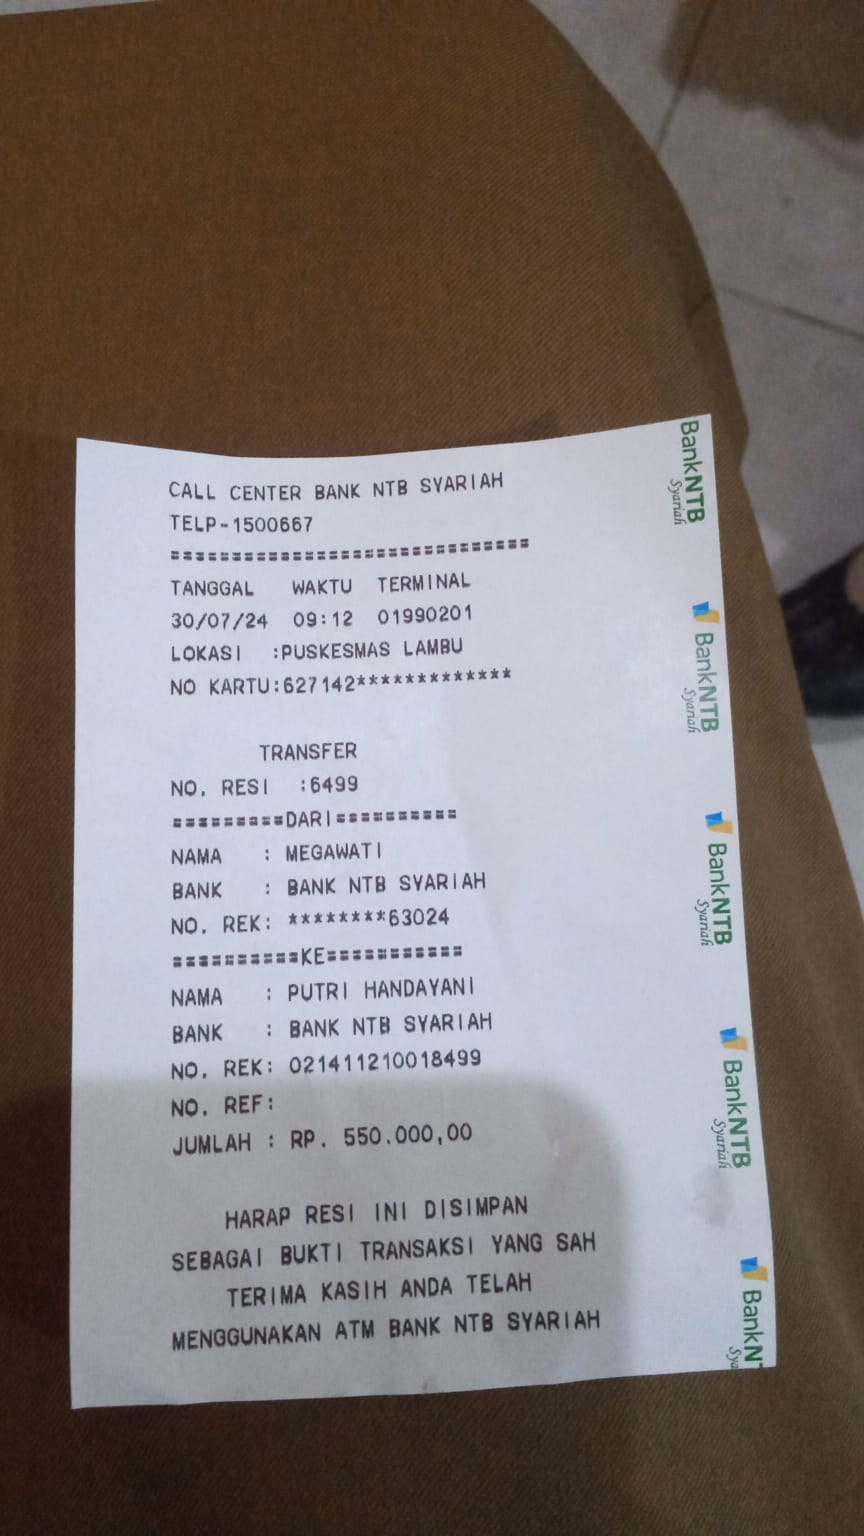 CALL CENTER BANK NTB SYARIAH
TELP-1500667
==============================
TANGGAL WAKTU TERMINAL
30/07/24 09:12 01990201
LOKASI :PUSKESMAS LAMBU
NO KARTU:627142*************
TRANSFER
NO. RESI :6499
=========DARI==========
NAMA : MEGAWATI
BANK : BANK NTB SYARIAH
NO. REK: ********63024
==========KE===========
NAMA : PUTRI HANDAYANI
BANK : BANK NTB SYARIAH
NO. REK: 021411210018499
NO. REF:
JUMLAH : RP. 550.000,00
HARAP RESI INI DISIMPAN
SEBAGAI BUKTI TRANSAKSI YANG SAH
TERIMA KASIH ANDA TELAH
MENGGUNAKAN ATM BANK NTB SYARIAH
BankNTB
Syariah
BankNTB
Syariah
BankNTB
Syariah
BankNTB
Syariah
BankN
Sya